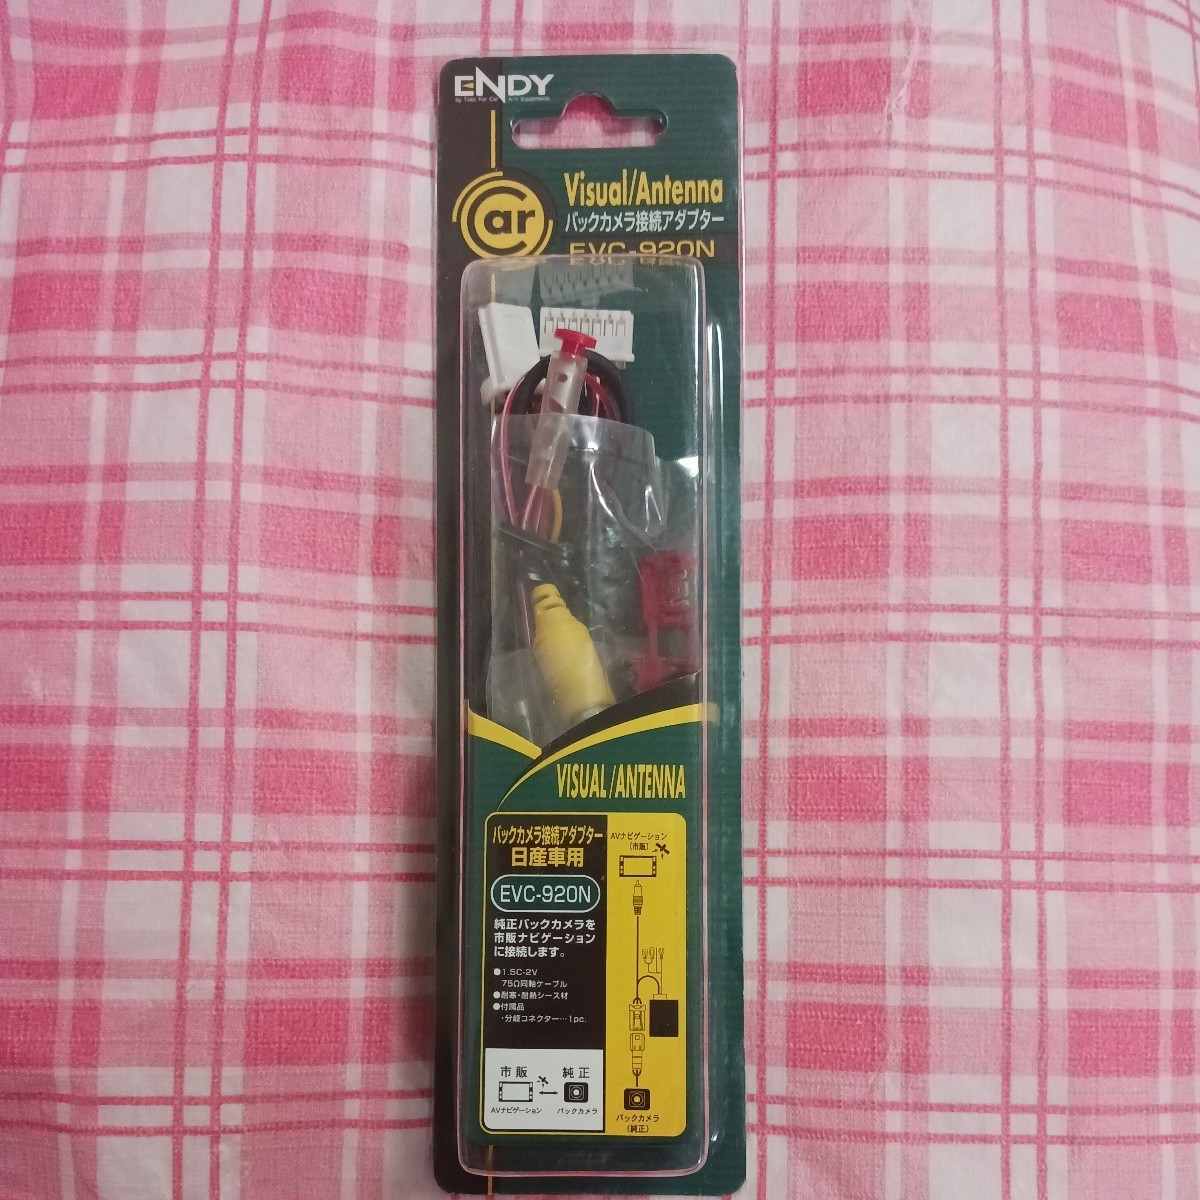 ENDY
by Toko For Car A/V Equipments
Car
Visual/Antenna
バックカメラ接続アダプター
EVC-920N
VISUAL/ANTENNA
バックカメラ接続アダプター
日産車用
EVC-920N
純正バックカメラを
市販ナビゲーション
に接続します。
●1.5C-2V
75Ω同軸ケーブル
●耐寒・耐熱シース材
●付属品
・分岐コネクター…1pc.
市販
純正
AVナビゲーション
バックカメラ
AVナビゲーション
（市販）
バックカメラ
（純正）